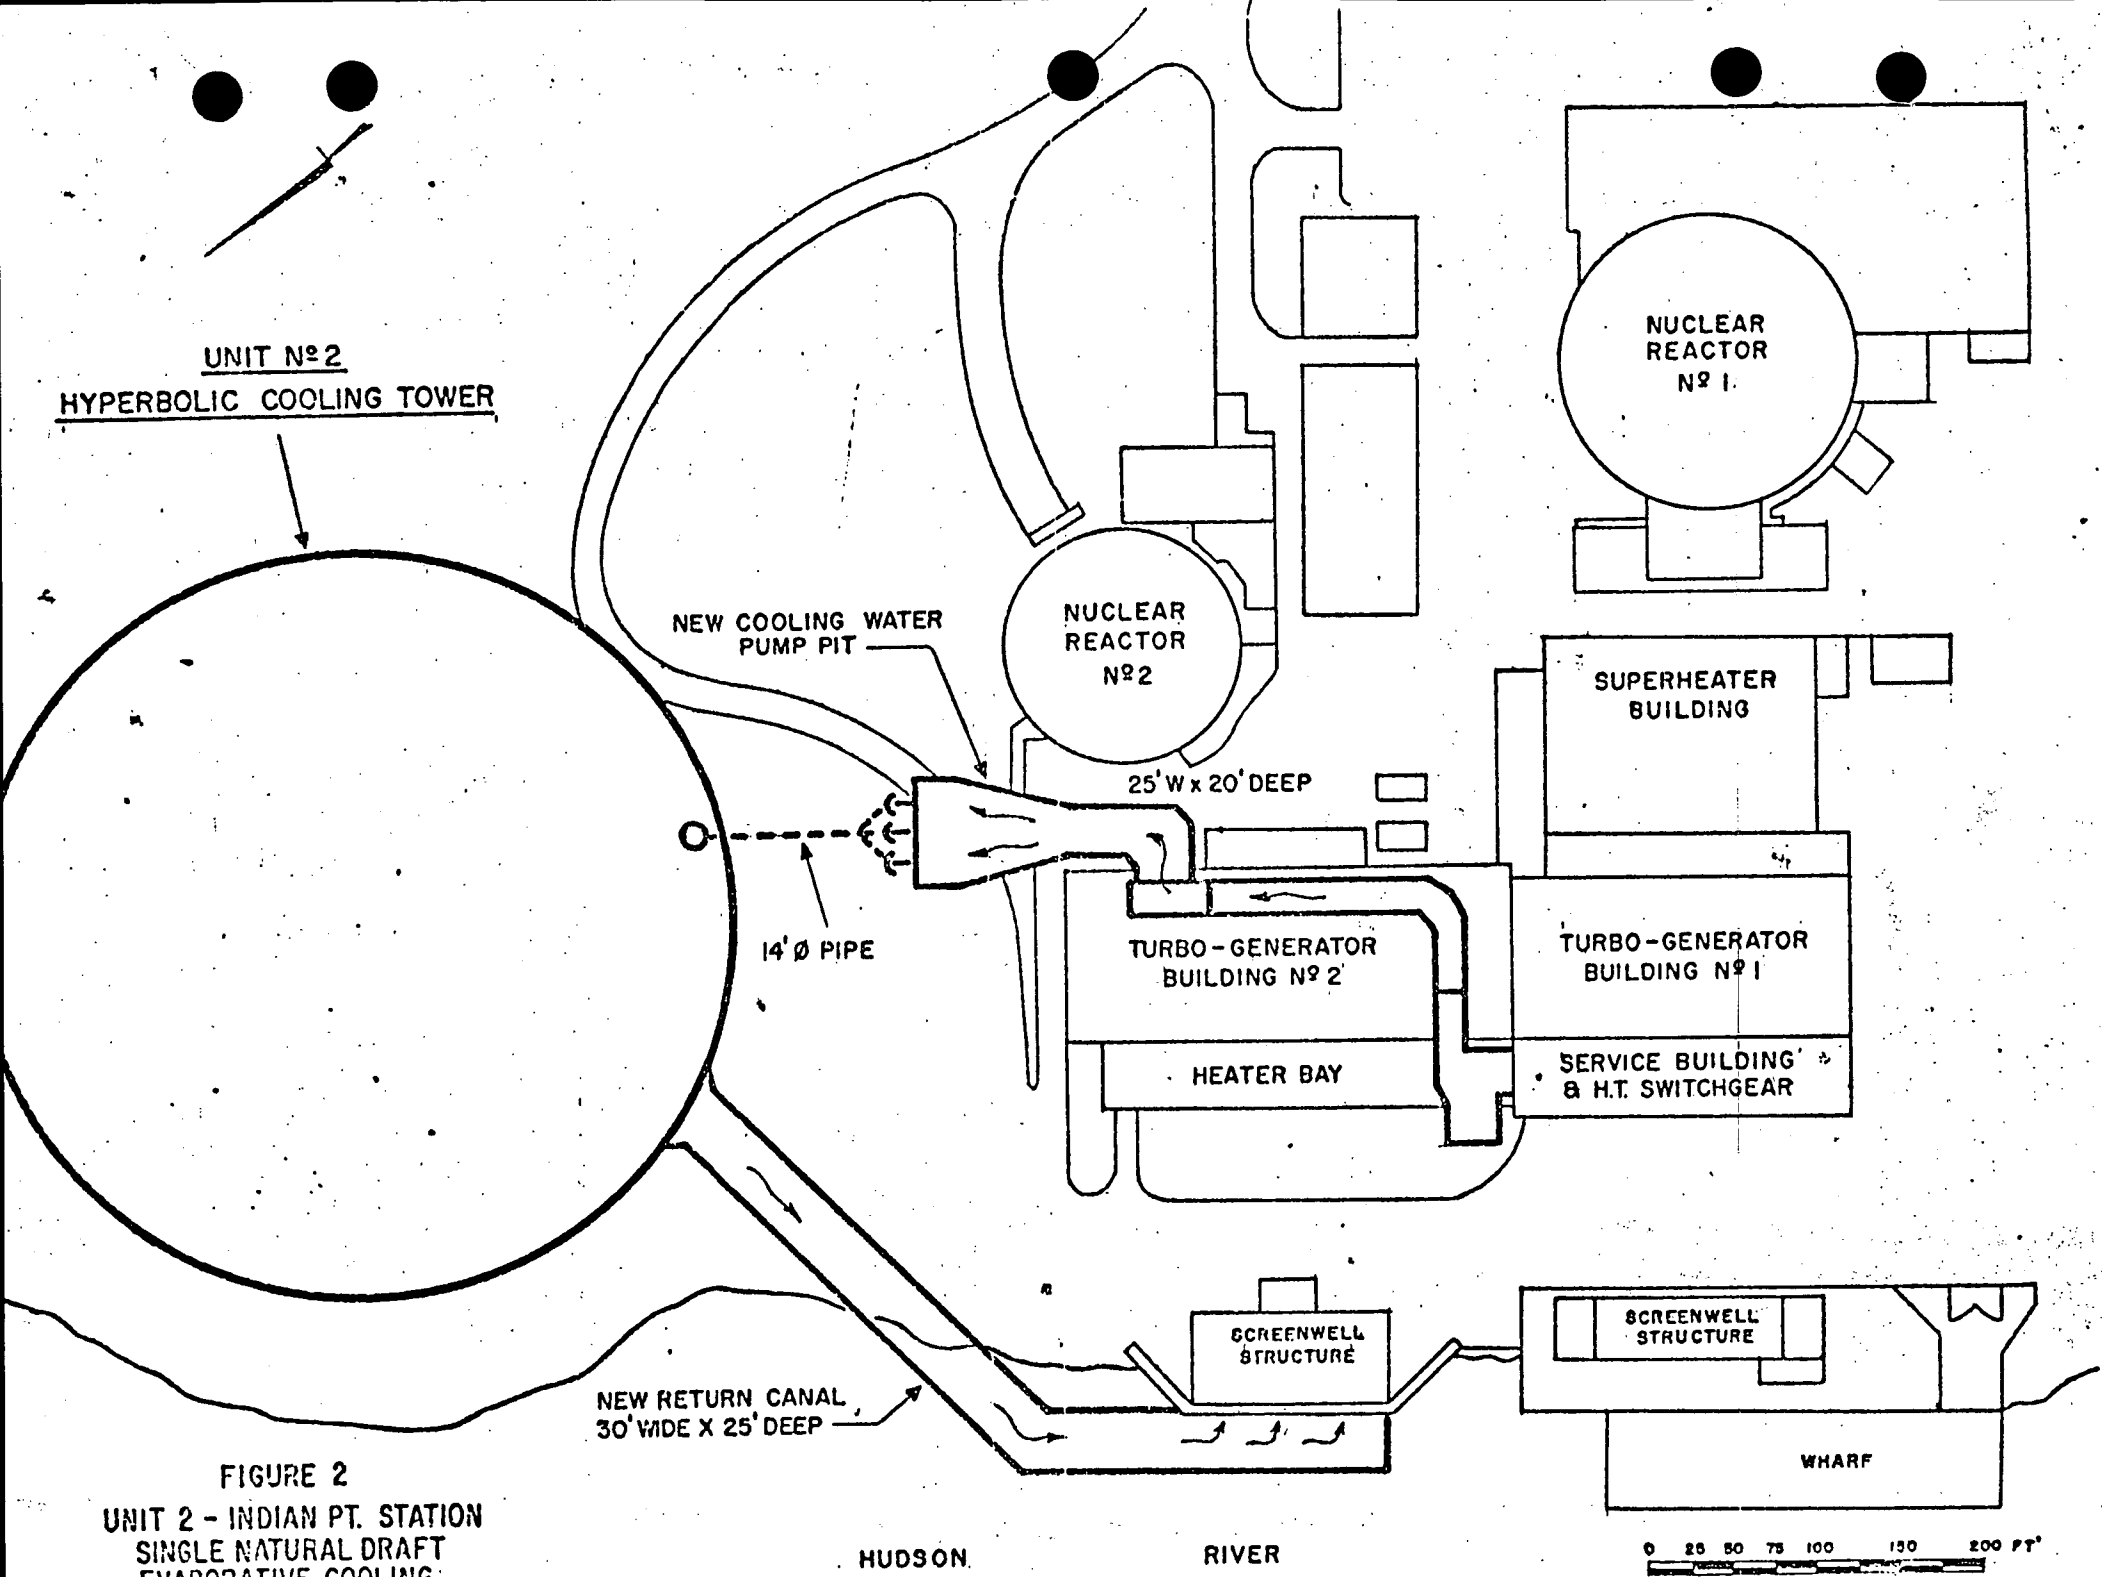 UNIT Nº 2
HYPERBOLIC COOLING TOWER
NUCLEAR
REACTOR
Nº 1.
NEW COOLING WATER
PUMP PIT
NUCLEAR
REACTOR
Nº 2
SUPERHEATER
BUILDING
25' W x 20' DEEP
14' Ø PIPE
TURBO-GENERATOR
BUILDING Nº 2
TURBO-GENERATOR
BUILDING Nº 1
HEATER BAY
SERVICE BUILDING
& H.T. SWITCHGEAR
SCREENWELL
STRUCTURE
SCREENWELL
STRUCTURE
NEW RETURN CANAL
30' WIDE X 25' DEEP
WHARF
FIGURE 2
UNIT 2 - INDIAN PT. STATION
SINGLE NATURAL DRAFT
EVAPORATIVE COOLING
HUDSON RIVER
0 25 50 75 100 150 200 FT'